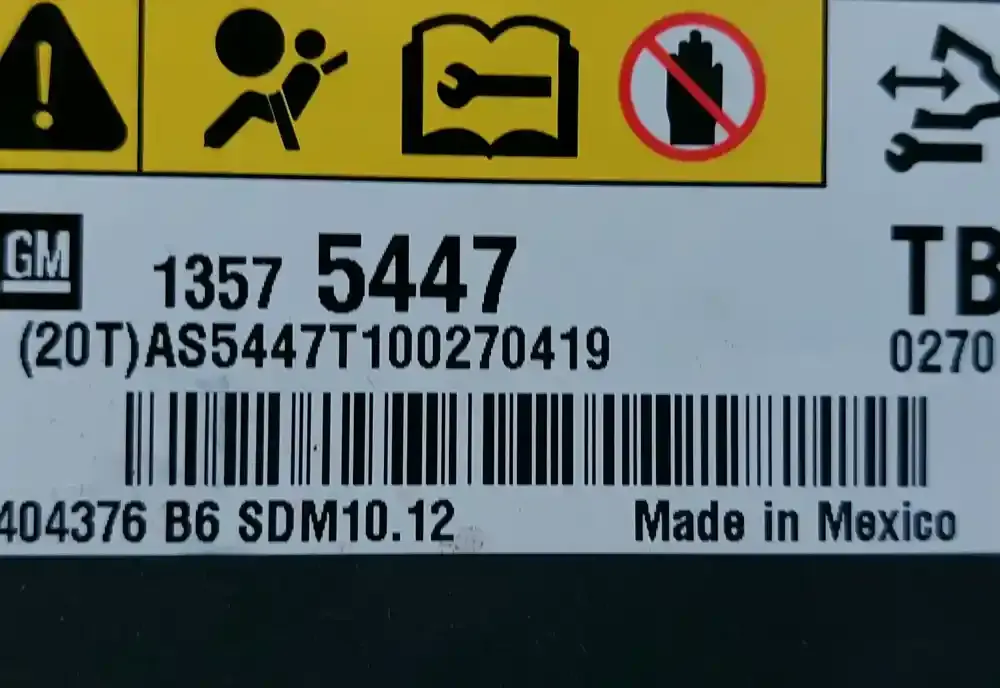 GM 1357 5447 TB
(20T)AS5447T100270419 0270
404376 B6 SDM10.12 Made in Mexico